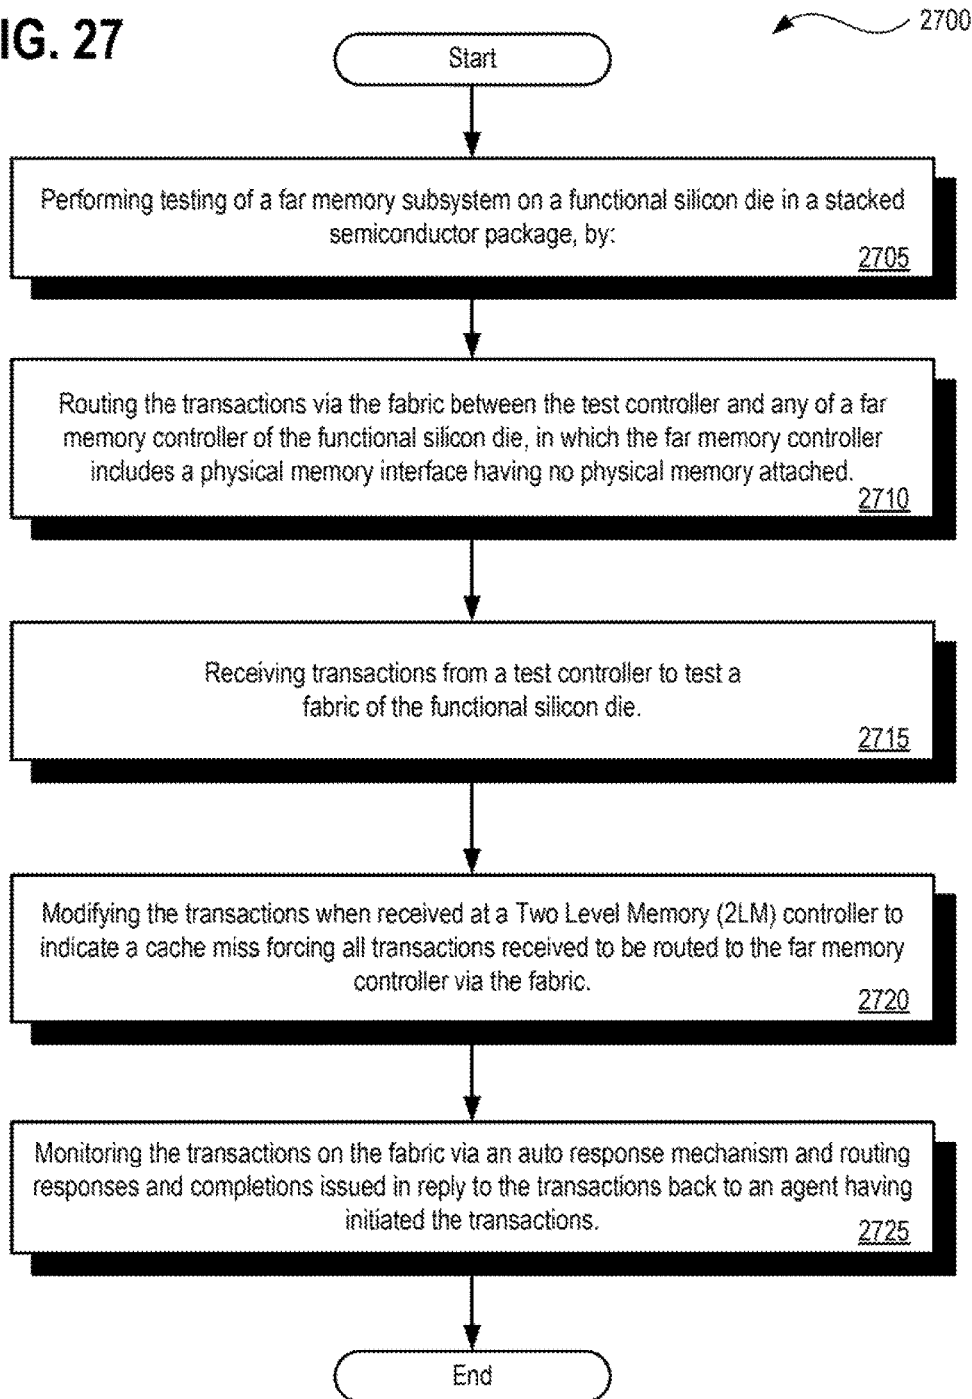 IG. 27
2700
Start
Performing testing of a far memory subsystem on a functional silicon die in a stacked
semiconductor package, by:
2705
Routing the transactions via the fabric between the test controller and any of a far
memory controller of the functional silicon die, in which the far memory controller
includes a physical memory interface having no physical memory attached.
2710
Receiving transactions from a test controller to test a
fabric of the functional silicon die.
2715
Modifying the transactions when received at a Two Level Memory (2LM) controller to
indicate a cache miss forcing all transactions received to be routed to the far memory
controller via the fabric.
2720
Monitoring the transactions on the fabric via an auto response mechanism and routing
responses and completions issued in reply to the transactions back to an agent having
initiated the transactions.
2725
End